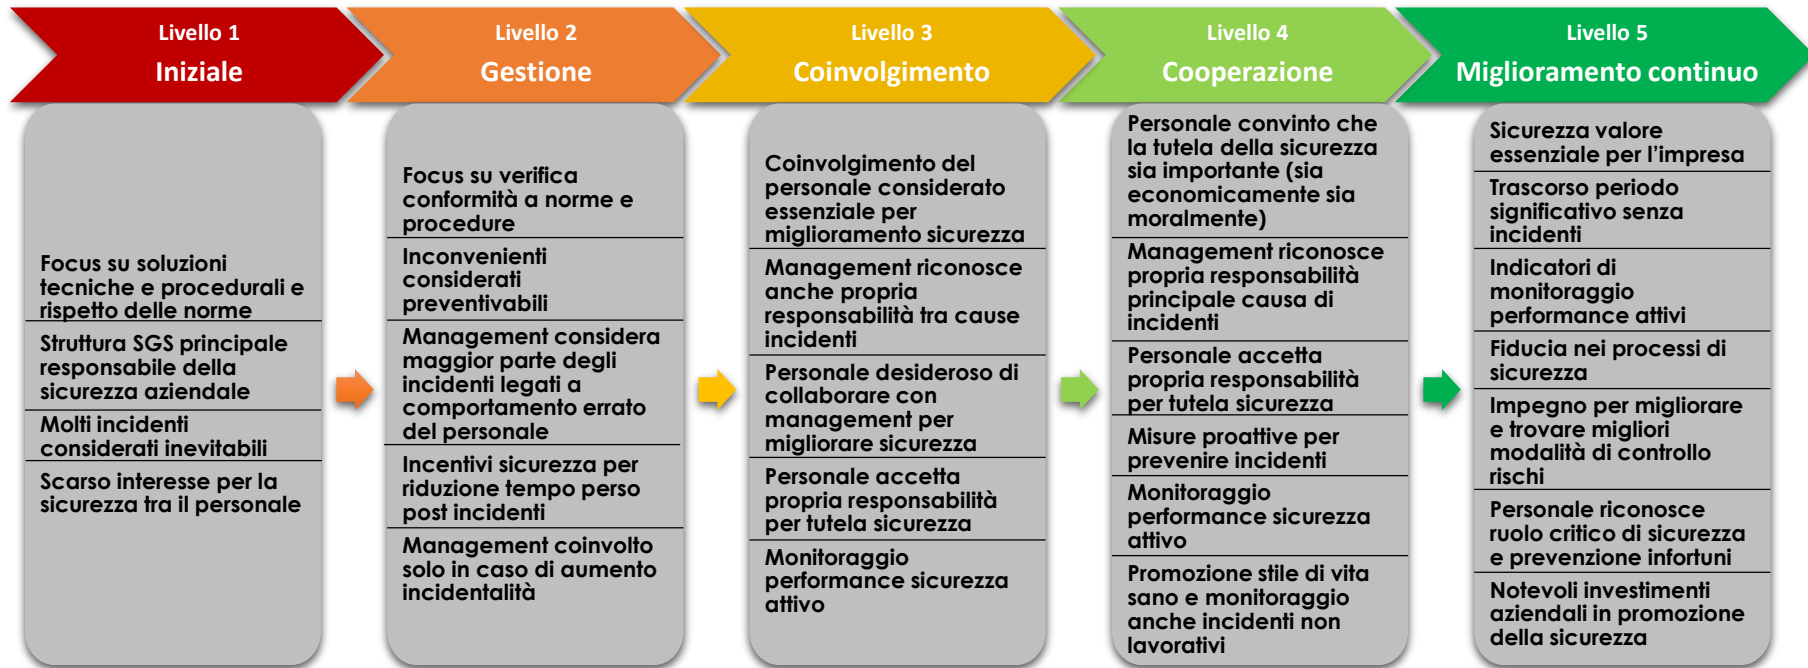 Livello 1
Iniziale
Livello 2
Gestione
Livello 3
Coinvolgimento
Livello 4
Cooperazione
Livello 5
Miglioramento continuo
Focus su soluzioni
tecniche e procedurali e
rispetto delle norme
Struttura SGS principale
responsabile della
sicurezza aziendale
Molti incidenti
considerati inevitabili
Scarso interesse per la
sicurezza tra il personale
Focus su verifica
conformità a norme e
procedure
Inconvenienti
considerati
preventivabili
Management considera
maggior parte degli
incidenti legati a
comportamento errato
del personale
Incentivi sicurezza per
riduzione tempo perso
post incidenti
Management coinvolto
solo in caso di aumento
incidentalità
Coinvolgimento del
personale considerato
essenziale per
miglioramento sicurezza
Management riconosce
anche propria
responsabilità tra cause
incidenti
Personale desideroso di
collaborare con
management per
migliorare sicurezza
Personale accetta
propria responsabilità
per tutela sicurezza
Monitoraggio
performance sicurezza
attivo
Personale convinto che
la tutela della sicurezza
sia importante (sia
economicamente sia
moralmente)
Management riconosce
propria responsabilità
principale causa di
incidenti
Personale accetta
propria responsabilità
per tutela sicurezza
Misure proattive per
prevenire incidenti
Monitoraggio
performance sicurezza
attivo
Promozione stile di vita
sano e monitoraggio
anche incidenti non
lavorativi
Sicurezza valore
essenziale per l’impresa
Trascorso periodo
significativo senza
incidenti
Indicatori di
monitoraggio
performance attivi
Fiducia nei processi di
sicurezza
Impegno per migliorare
e trovare migliori
modalità di controllo
rischi
Personale riconosce
ruolo critico di sicurezza
e prevenzione infortuni
Notevoli investimenti
aziendali in promozione
della sicurezza